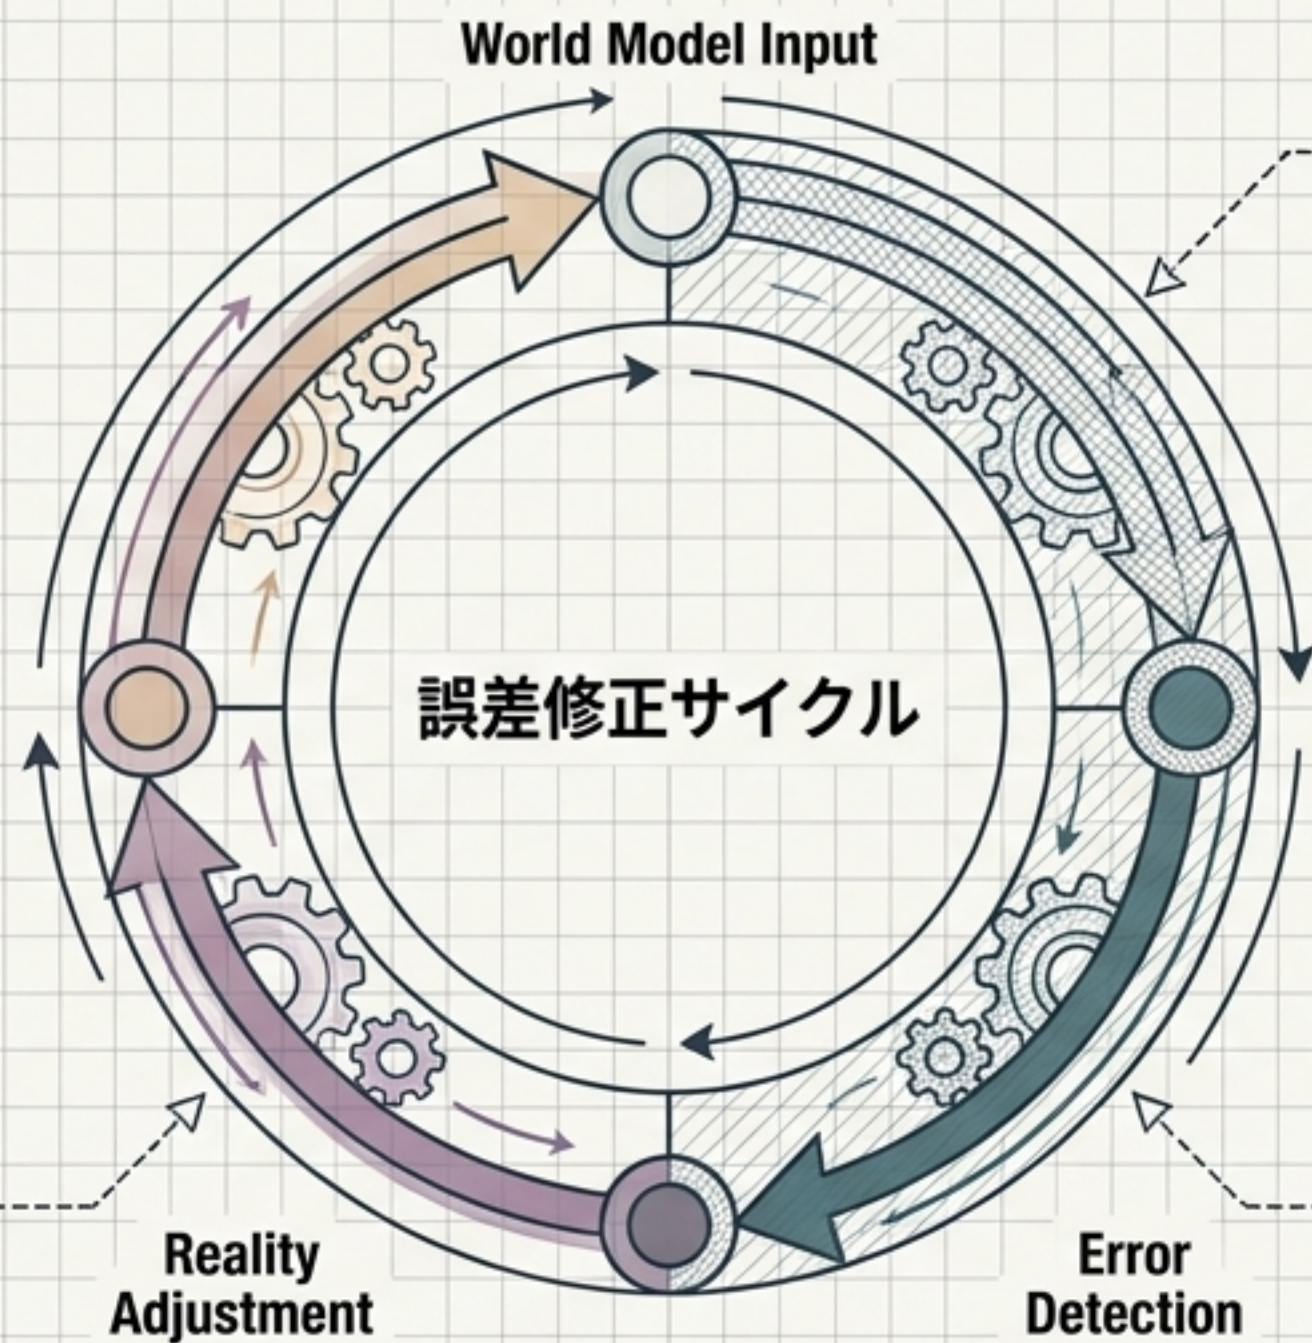 World Model Input
誤差修正サイクル
Reality
Adjustment
Error
Detection